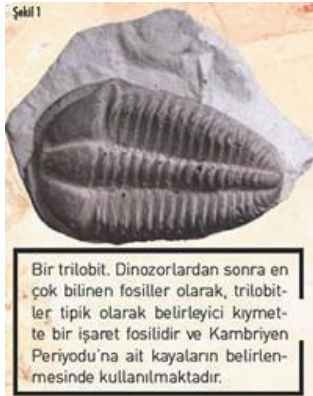 Şekil 1
Bir trilobit. Dinozorlardan sonra en
çok bilinen fosiller olarak, trilobit-
ler tipik olarak belirleyici kıymet-
te bir işaret fosilidir ve Kambriyen
Periyodu'na ait kayaların belirlen-
mesinde kullanılmaktadır.